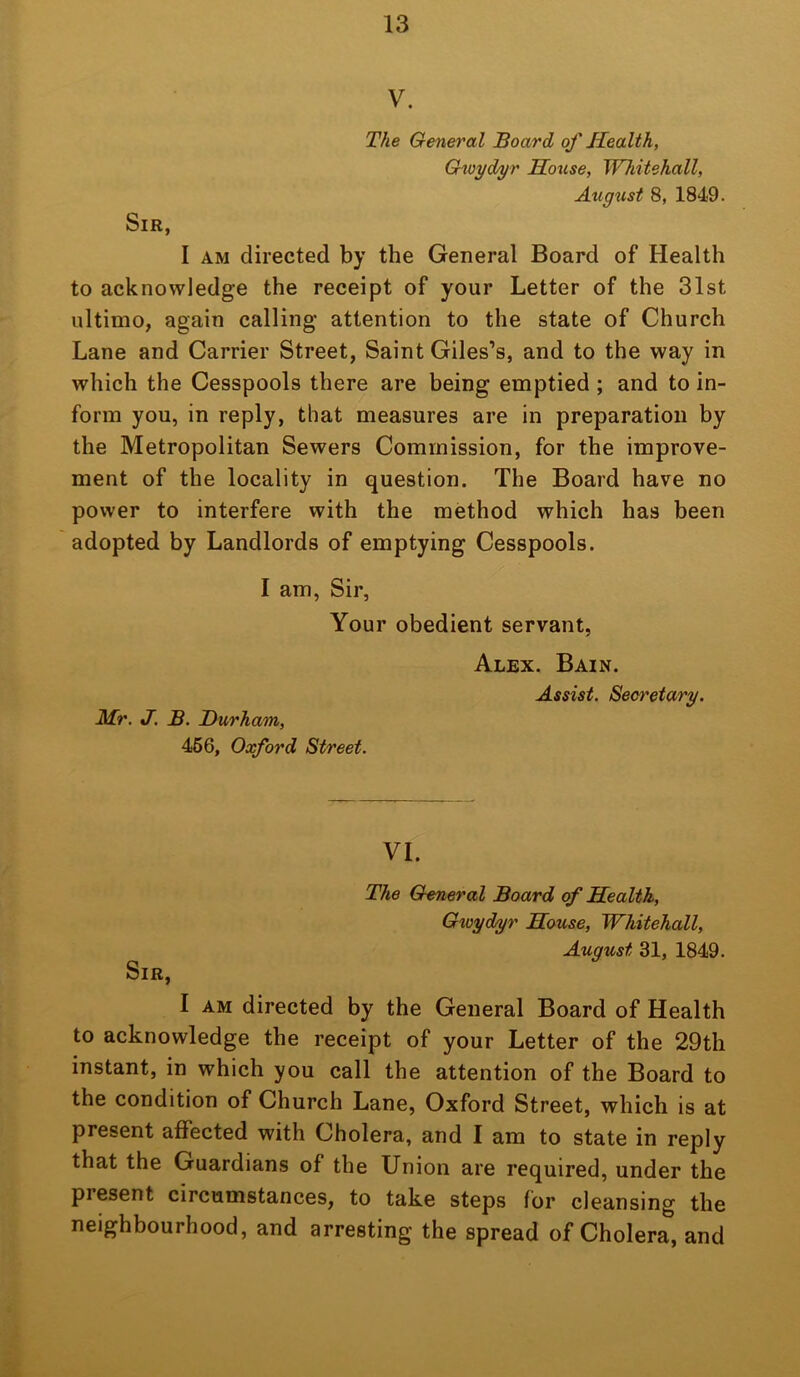 13
V.
The General Board of Health,
Gwydyr House, Whitehall,
August 8, 1849.
Sir,
I am directed by the General Board of Health
to acknowledge the receipt of your Letter of the 31st
ultimo, again calling attention to the state of Church
Lane and Carrier Street, Saint Giles's, and to the way in
which the Cesspools there are being emptied; and to in-
form you, in reply, that measures are in preparation by
the Metropolitan Sewers Commission, for the improve-
ment of the locality in question. The Board have no
power to interfere with the method which has been
adopted by Landlords of emptying Cesspools.
I am, Sir,
Your obedient servant,
Alex. Bain.
Assist. Secretary.
Mr. J. B. Durham,
456, Oxford Street.
VI.
The General Board of Health,
Gwydyr House, Whitehall,
August 31, 1849.
Sir,
I am directed by the General Board of Health
to acknowledge the receipt of your Letter of the 29th
instant, in which you call the attention of the Board to
the condition of Church Lane, Oxford Street, which is at
present affected with Cholera, and I am to state in reply
that the Guardians of the Union are required, under the
present circumstances, to take steps for cleansing the
neighbourhood, and arresting the spread of Cholera, and